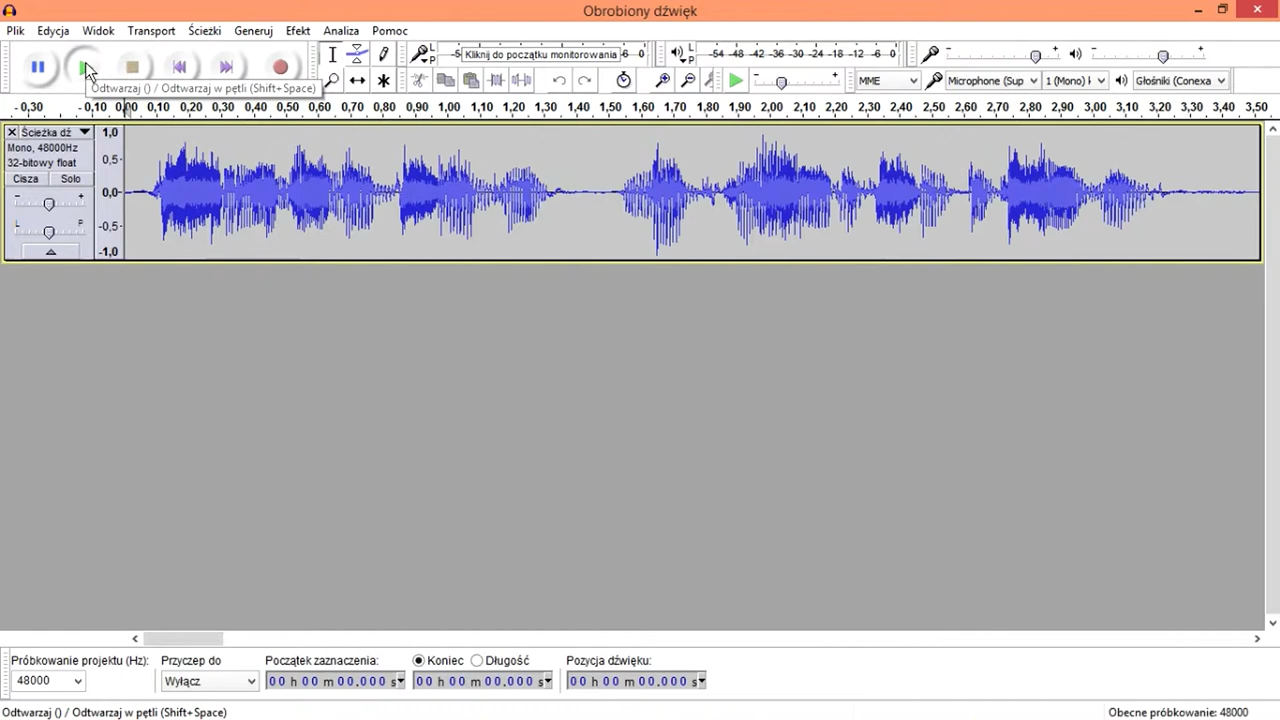 Obrobiony dźwięk
Plik Edycja Widok Transport Ścieżki Generuj Efekt Analiza Pomoc
L P -5 Kliknij do początku monitorowania 6 0
L P -54 -48 -42 -36 -30 -24 -18 -12 -6 0
- + - +
Odtwarzaj () / Odtwarzaj w pętli (Shift+Space)
- + MME Microphone (Sup 1 (Mono) k Głośniki (Conexa
-0,30 -0,10 0,00 0,10 0,20 0,30 0,40 0,50 0,60 0,70 0,80 0,90 1,00 1,10 1,20 1,30 1,40 1,50 1,60 1,70 1,80 1,90 2,00 2,10 2,20 2,30 2,40 2,50 2,60 2,70 2,80 2,90 3,00 3,10 3,20 3,30 3,40 3,50
Ścieżka dź 1,0
Mono, 48000Hz
32-bitowy float 0,5-
Cisza Solo
- + 0,0-
L P -0,5-
-1,0
Próbkowanie projektu (Hz): Przyczep do Początek zaznaczenia: Koniec Długość Pozycja dźwięku:
48000 Wyłącz 00 h 00 m 00.000 s 00 h 00 m 00.000 s 00 h 00 m 00.000 s
Odtwarzaj () / Odtwarzaj w pętli (Shift+Space) Obecne próbkowanie: 48000